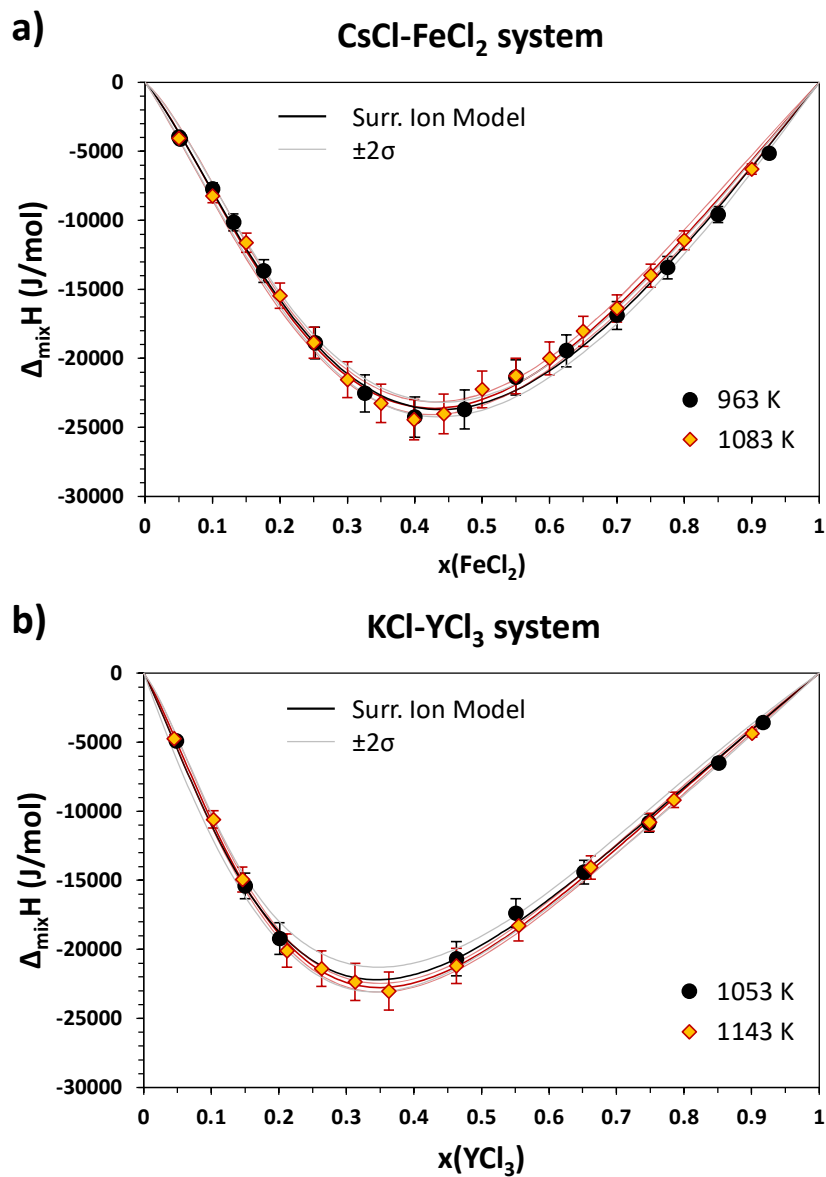 a)
CsCl-FeCl₂ system
0
-5000
-10000
-15000
-20000
-25000
-30000
ΔmixH (J/mol)
Surr. Ion Model
±2σ
963 K
1083 K
0 0.1 0.2 0.3 0.4 0.5 0.6 0.7 0.8 0.9 1
x(FeCl₂)
b)
KCl-YCl₃ system
0
-5000
-10000
-15000
-20000
-25000
-30000
ΔmixH (J/mol)
Surr. Ion Model
±2σ
1053 K
1143 K
0 0.1 0.2 0.3 0.4 0.5 0.6 0.7 0.8 0.9 1
x(YCl₃)